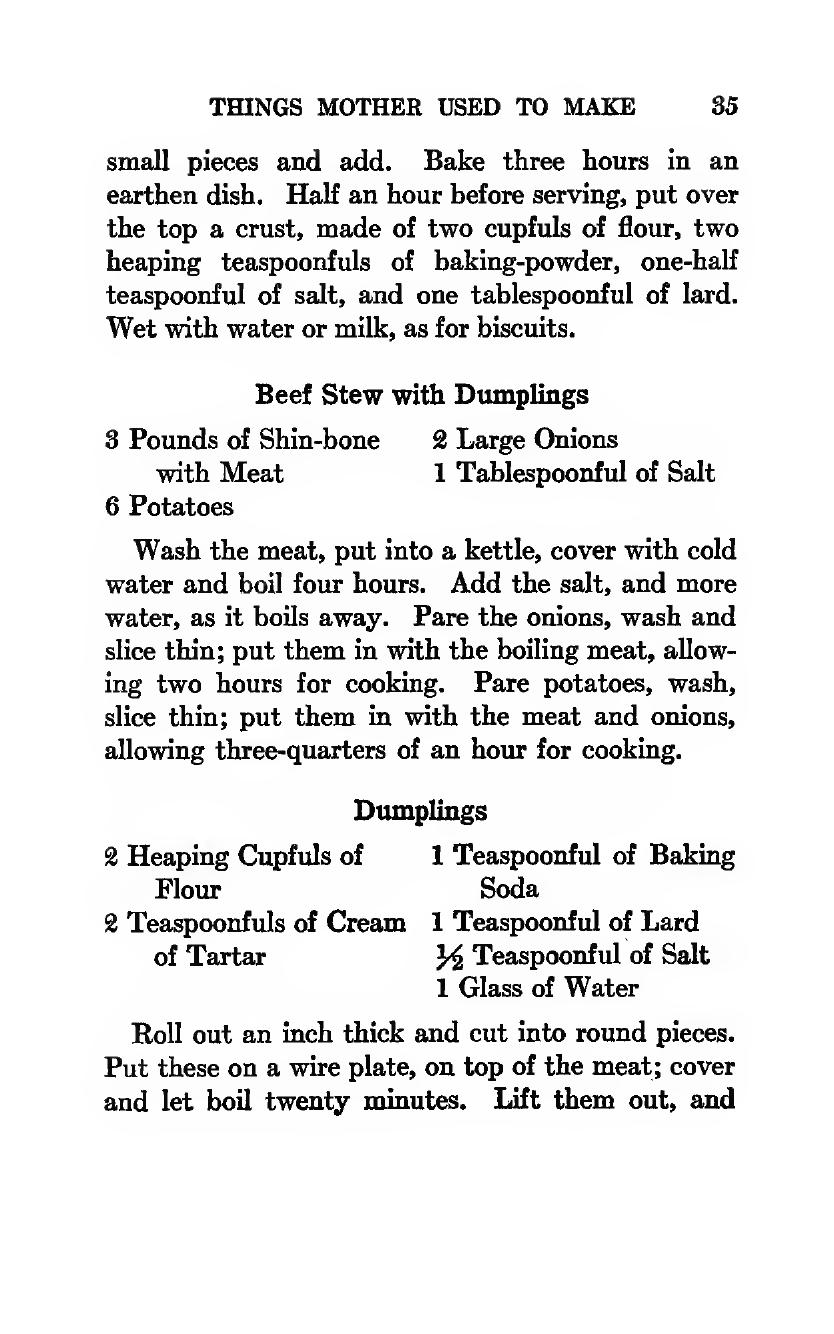 THINGS MOTHER USED TO MAKE 35
small pieces and add. Bake three hours in an
earthen dish. Half an hour before serving, put over
the top a crust, made of two cupfuls of flour, two
heaping teaspoonfuls of baking-powder, one-half
teaspoonful of salt, and one tablespoonful of lard.
Wet with water or milk, as for biscuits.
Beef Stew with Dumplings
3 Pounds of Shin-bone
with Meat
6 Potatoes
2 Large Onions
1 Tablespoonful of Salt
Wash the meat, put into a kettle, cover with cold
water and boil four hours. Add the salt, and more
water, as it boils away. Pare the onions, wash and
slice thin; put them in with the boiling meat, allow-
ing two hours for cooking. Pare potatoes, wash,
slice thin; put them in with the meat and onions,
allowing three-quarters of an hour for cooking.
Dumplings
2 Heaping Cupfuls of
Flour
2 Teaspoonfuls of Cream
of Tartar
1 Teaspoonful of Baking
Soda
1 Teaspoonful of Lard
½ Teaspoonful of Salt
1 Glass of Water
Roll out an inch thick and cut into round pieces.
Put these on a wire plate, on top of the meat; cover
and let boil twenty minutes. Lift them out, and